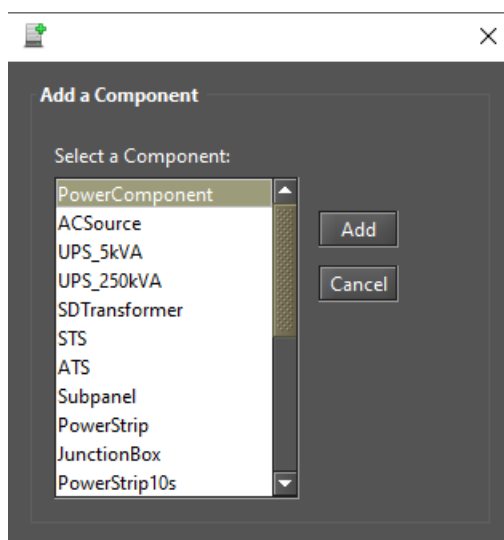 Add a Component
Select a Component:
PowerComponent
ACSource
UPS_5kVA
UPS_250kVA
SDTransformer
STS
ATS
Subpanel
PowerStrip
JunctionBox
PowerStrip10s
Add
Cancel